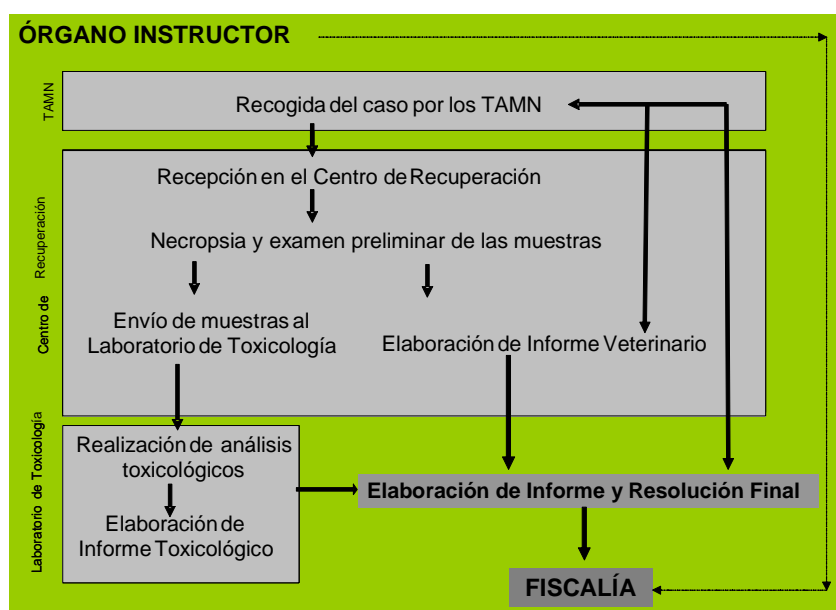 ÓRGANO INSTRUCTOR
TAMN
Recogida del caso por los TAMN
Centro de Recuperación
Recepción en el Centro de Recuperación
Necropsia y examen preliminar de las muestras
Envío de muestras al
Laboratorio de Toxicología
Elaboración de Informe Veterinario
Laboratorio de Toxicología
Realización de análisis
toxicológicos
Elaboración de
Informe Toxicológico
Elaboración de Informe y Resolución Final
FISCALÍA